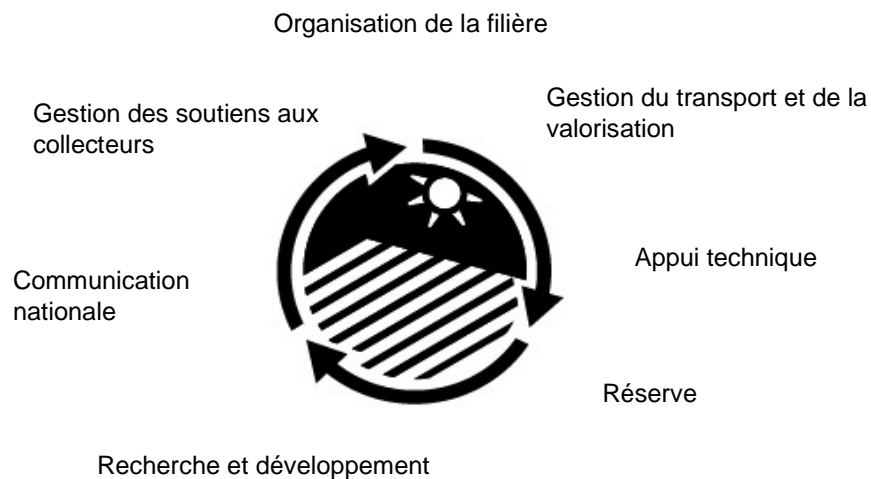 Organisation de la filière
Gestion des soutiens aux
collecteurs
Gestion du transport et de la
valorisation
Communication
nationale
Appui technique
Réserve
Recherche et développement